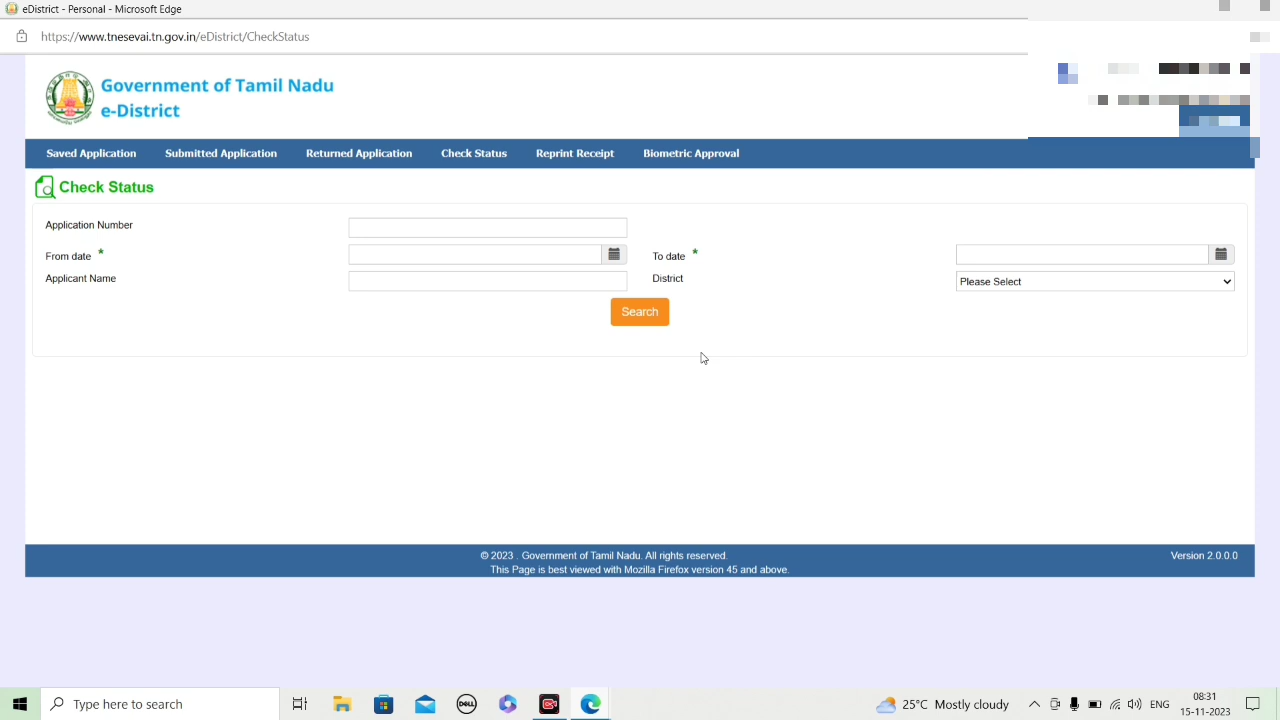 eDistrict - Personal - Microsoft Edge
https://www.tnesevai.tn.gov.in/eDistrict/CheckStatus
Government of Tamil Nadu
e-District
Saved Application Submitted Application Returned Application Check Status Reprint Receipt Biometric Approval
Check Status
Application Number
From date * To date *
Applicant Name District Please Select
Search
© 2023 . Government of Tamil Nadu. All rights reserved. Version 2.0.0.0
This Page is best viewed with Mozilla Firefox version 45 and above.
Type here to search DELL 25°C Mostly cloudy ENG 08:31
15-11-2023